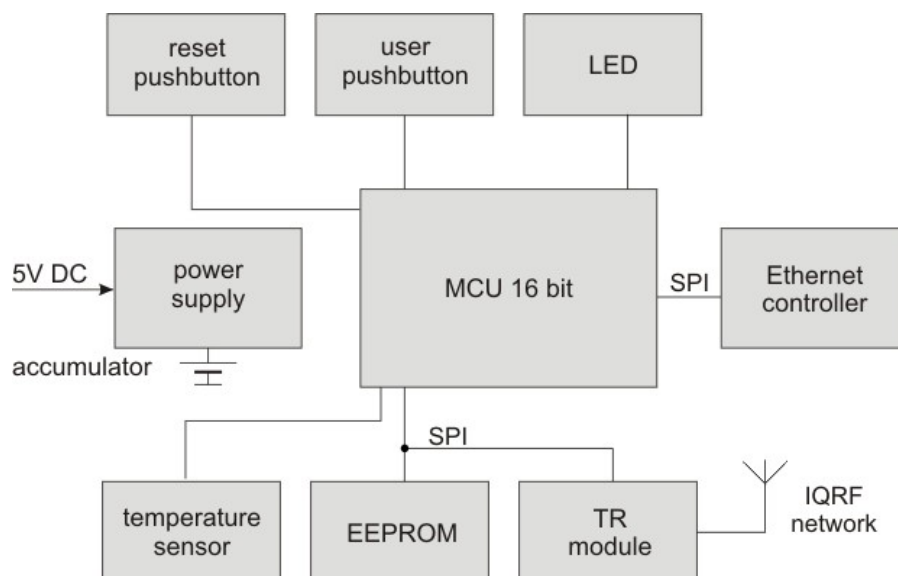 reset
pushbutton
user
pushbutton
LED
5V DC
power
supply
accumulator
MCU 16 bit
SPI
Ethernet
controller
SPI
temperature
sensor
EEPROM
TR
module
IQRF
network